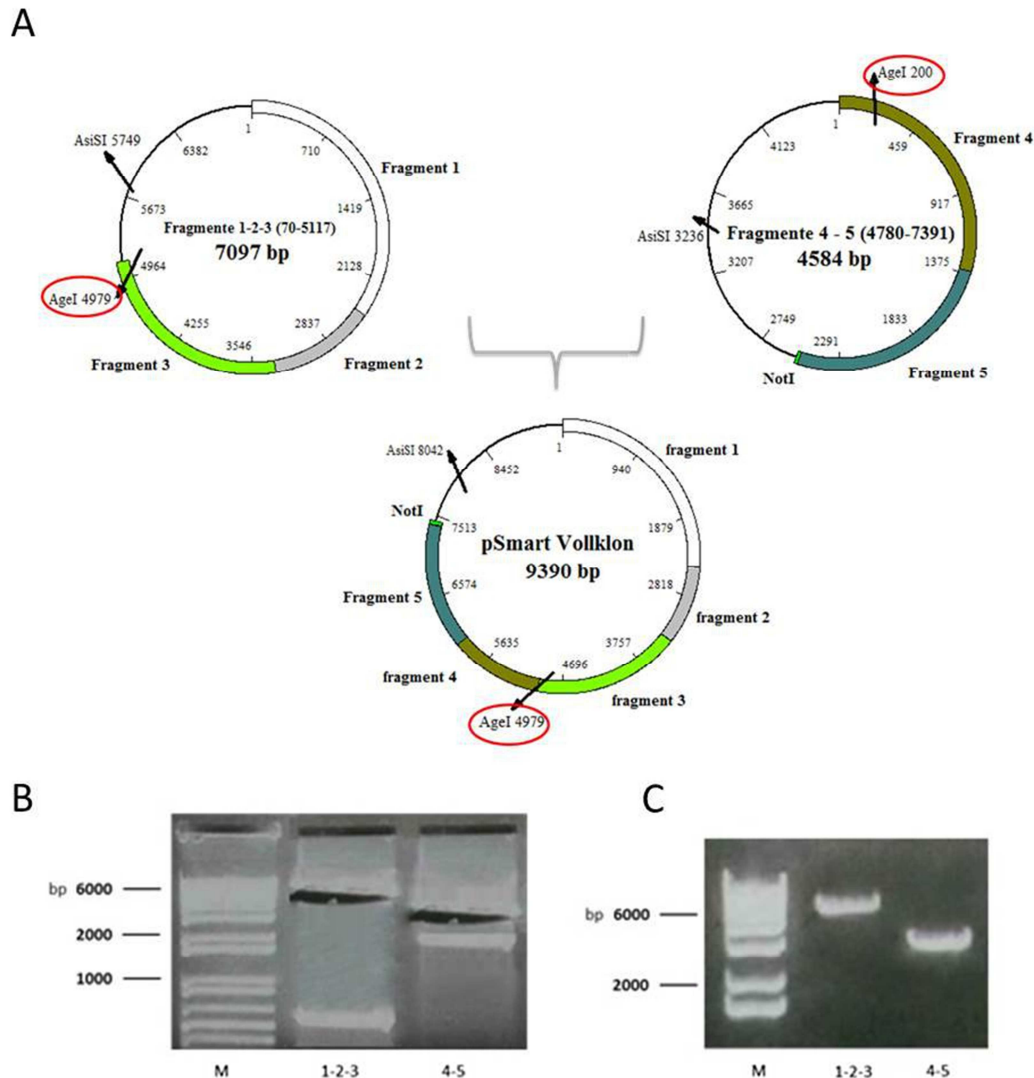 A
AsiSI 5749
6382
1
710
Fragment 1
1419
5673
Fragmente 1-2-3 (70-5117)
7097 bp
2128
4964
AgeI 4979
4255
2837
Fragment 3
3546
Fragment 2
AgeI 200
1
Fragment 4
4123
459
3665
917
AsiSI 3236
Fragmente 4 - 5 (4780-7391)
4584 bp
3207
1375
2749
1833
2291
NotI
Fragment 5
AsiSI 8042
1
fragment 1
8452
940
NotI
7513
1879
pSmart Vollklon
9390 bp
Fragment 5
6574
2818
fragment 2
5635
3757
fragment 4
4696
fragment 3
AgeI 4979
B
bp 6000
2000
1000
M 1-2-3 4-5
C
bp 6000
2000
M 1-2-3 4-5